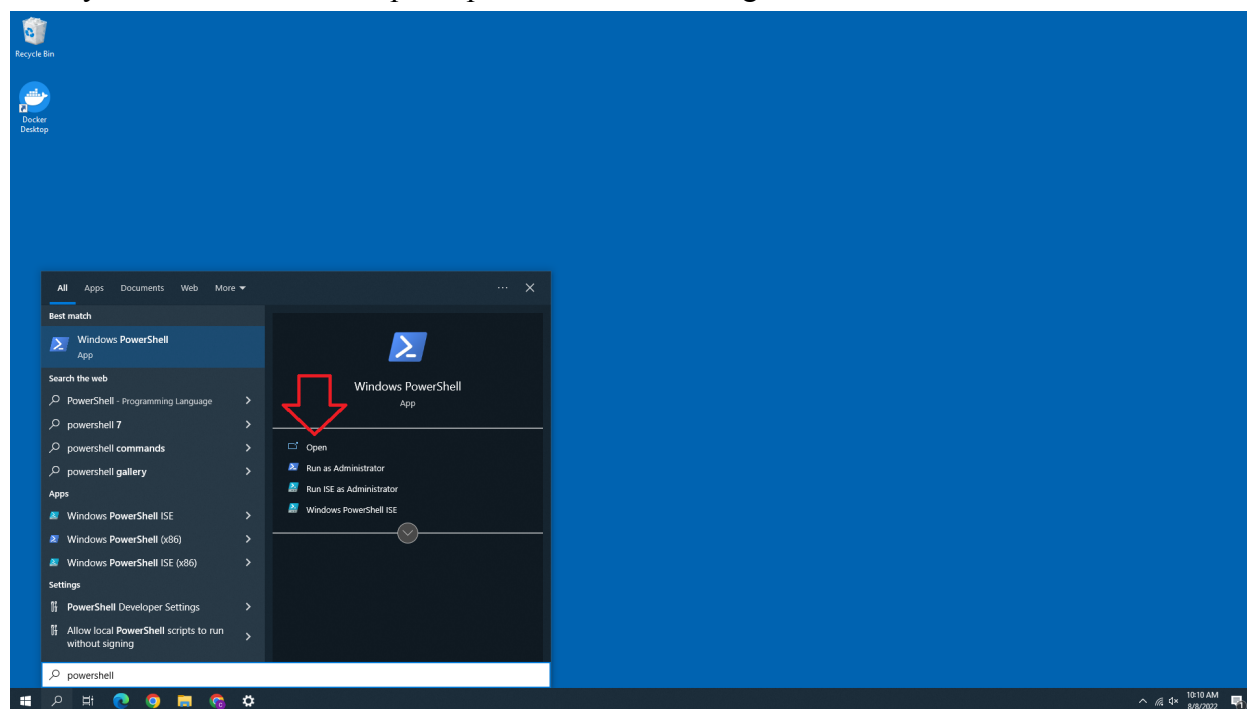 Recycle Bin
Docker
Desktop
All Apps Documents Web More
Best match
Windows PowerShell
App
Search the web
PowerShell - Programming Language
powershell 7
powershell commands
powershell gallery
Apps
Windows PowerShell ISE
Windows PowerShell (x86)
Windows PowerShell ISE (x86)
Settings
PowerShell Developer Settings
Allow local PowerShell scripts to run
without signing
powershell
Windows PowerShell
App
Open
Run as Administrator
Run ISE as Administrator
Windows PowerShell ISE
10:10 AM
8/8/2022